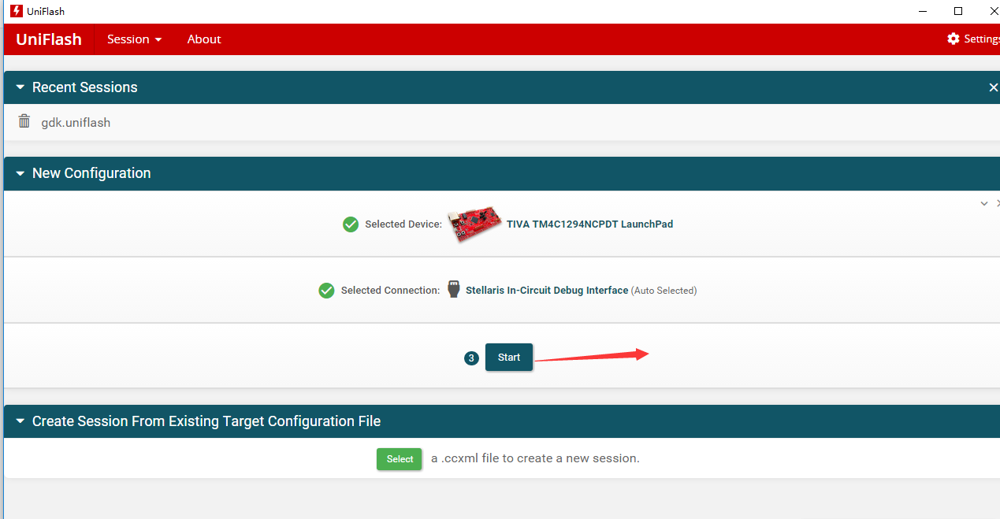 UniFlash
UniFlash Session About Settings
Recent Sessions
gdk.uniflash
New Configuration
Selected Device: TIVA TM4C1294NCPDT LaunchPad
Selected Connection: Stellaris In-Circuit Debug Interface (Auto Selected)
3 Start
Create Session From Existing Target Configuration File
Select a .ccxml file to create a new session.